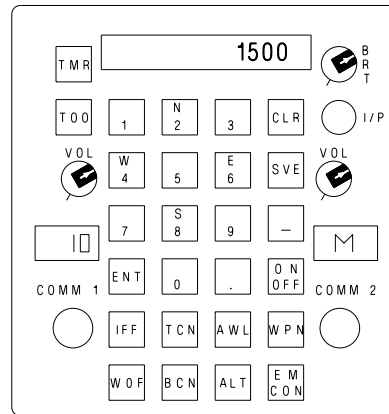 1500
TMR
BRT
TOO
1
N
2
3
CLR
I/P
VOL
W
4
5
E
6
SVE
VOL
7
S
8
9
–
10
M
COMM 1
ENT
0
.
ON
OFF
COMM 2
IFF
TCN
AWL
WPN
WOF
BCN
ALT
EM
CON